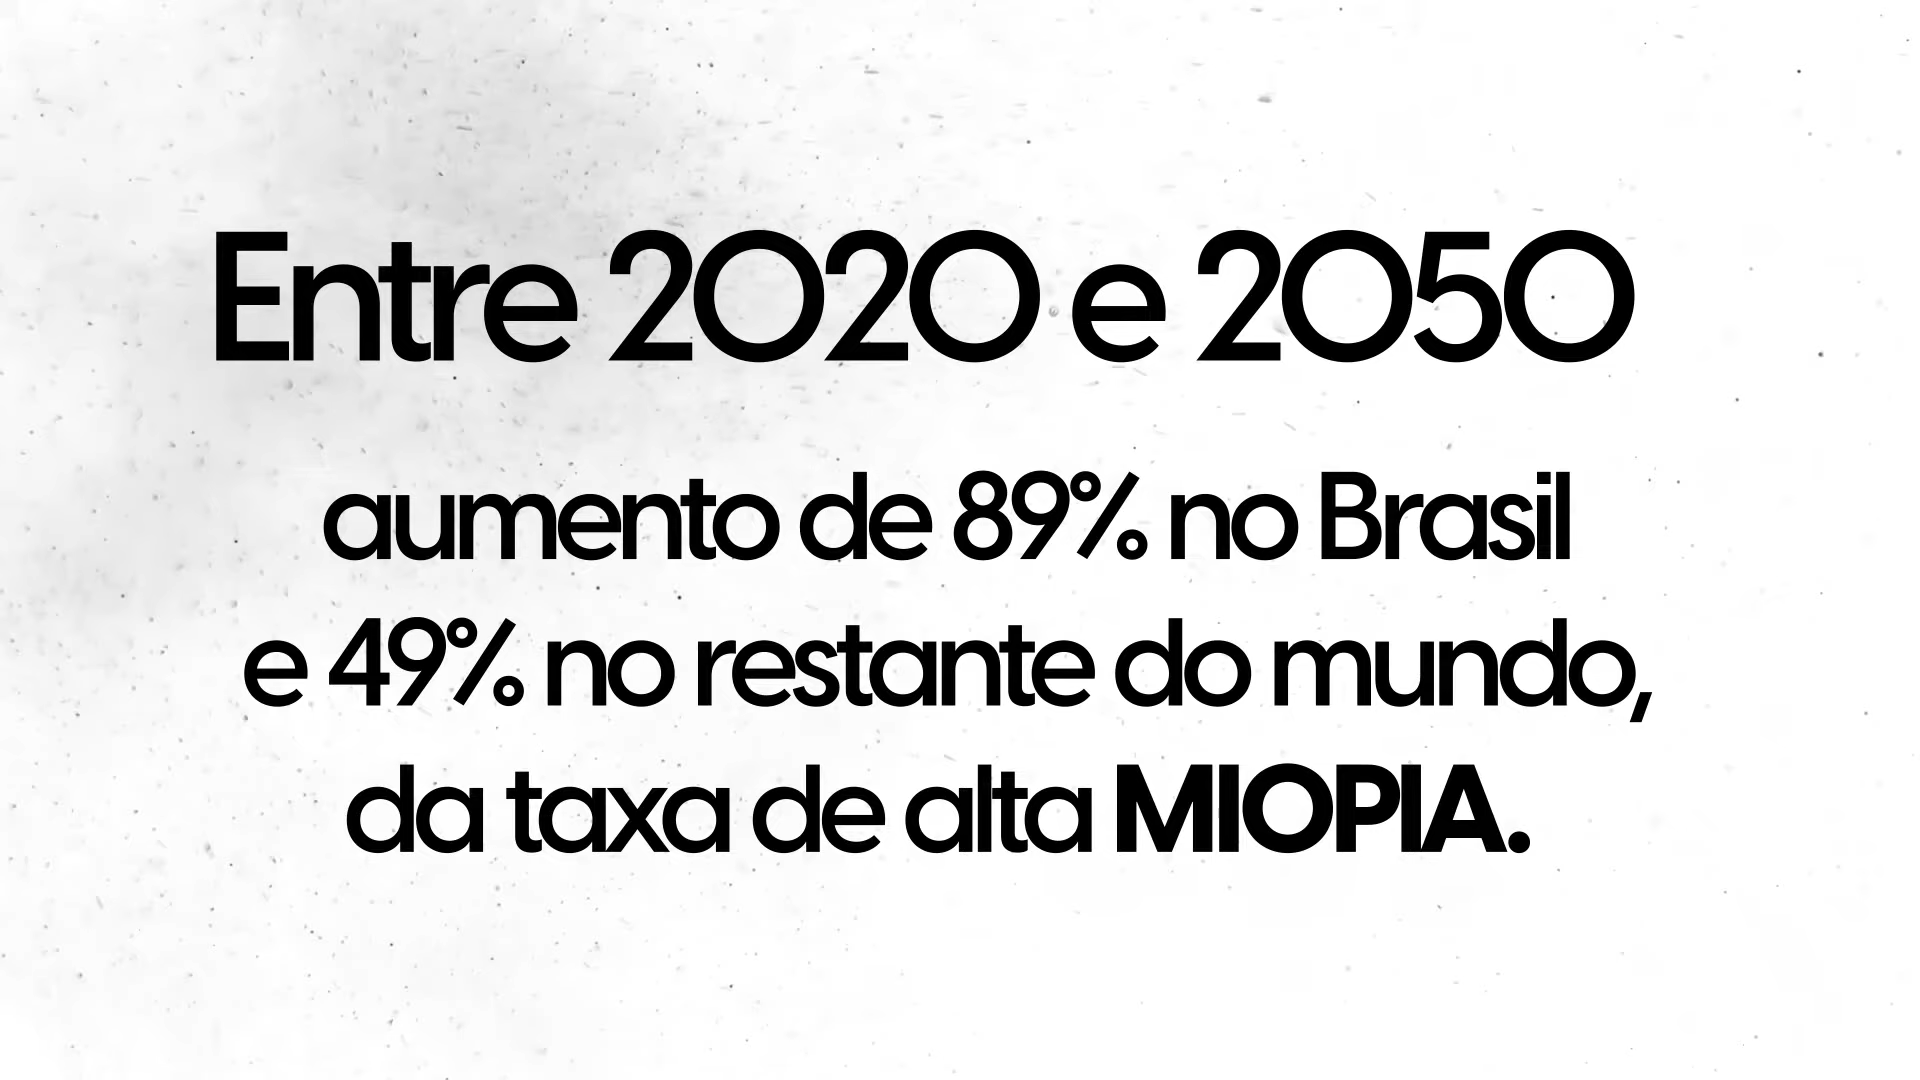 Entre 2020 e 2050
aumento de 89% no Brasil
e 49% no restante do mundo,
da taxa de alta MIOPIA.